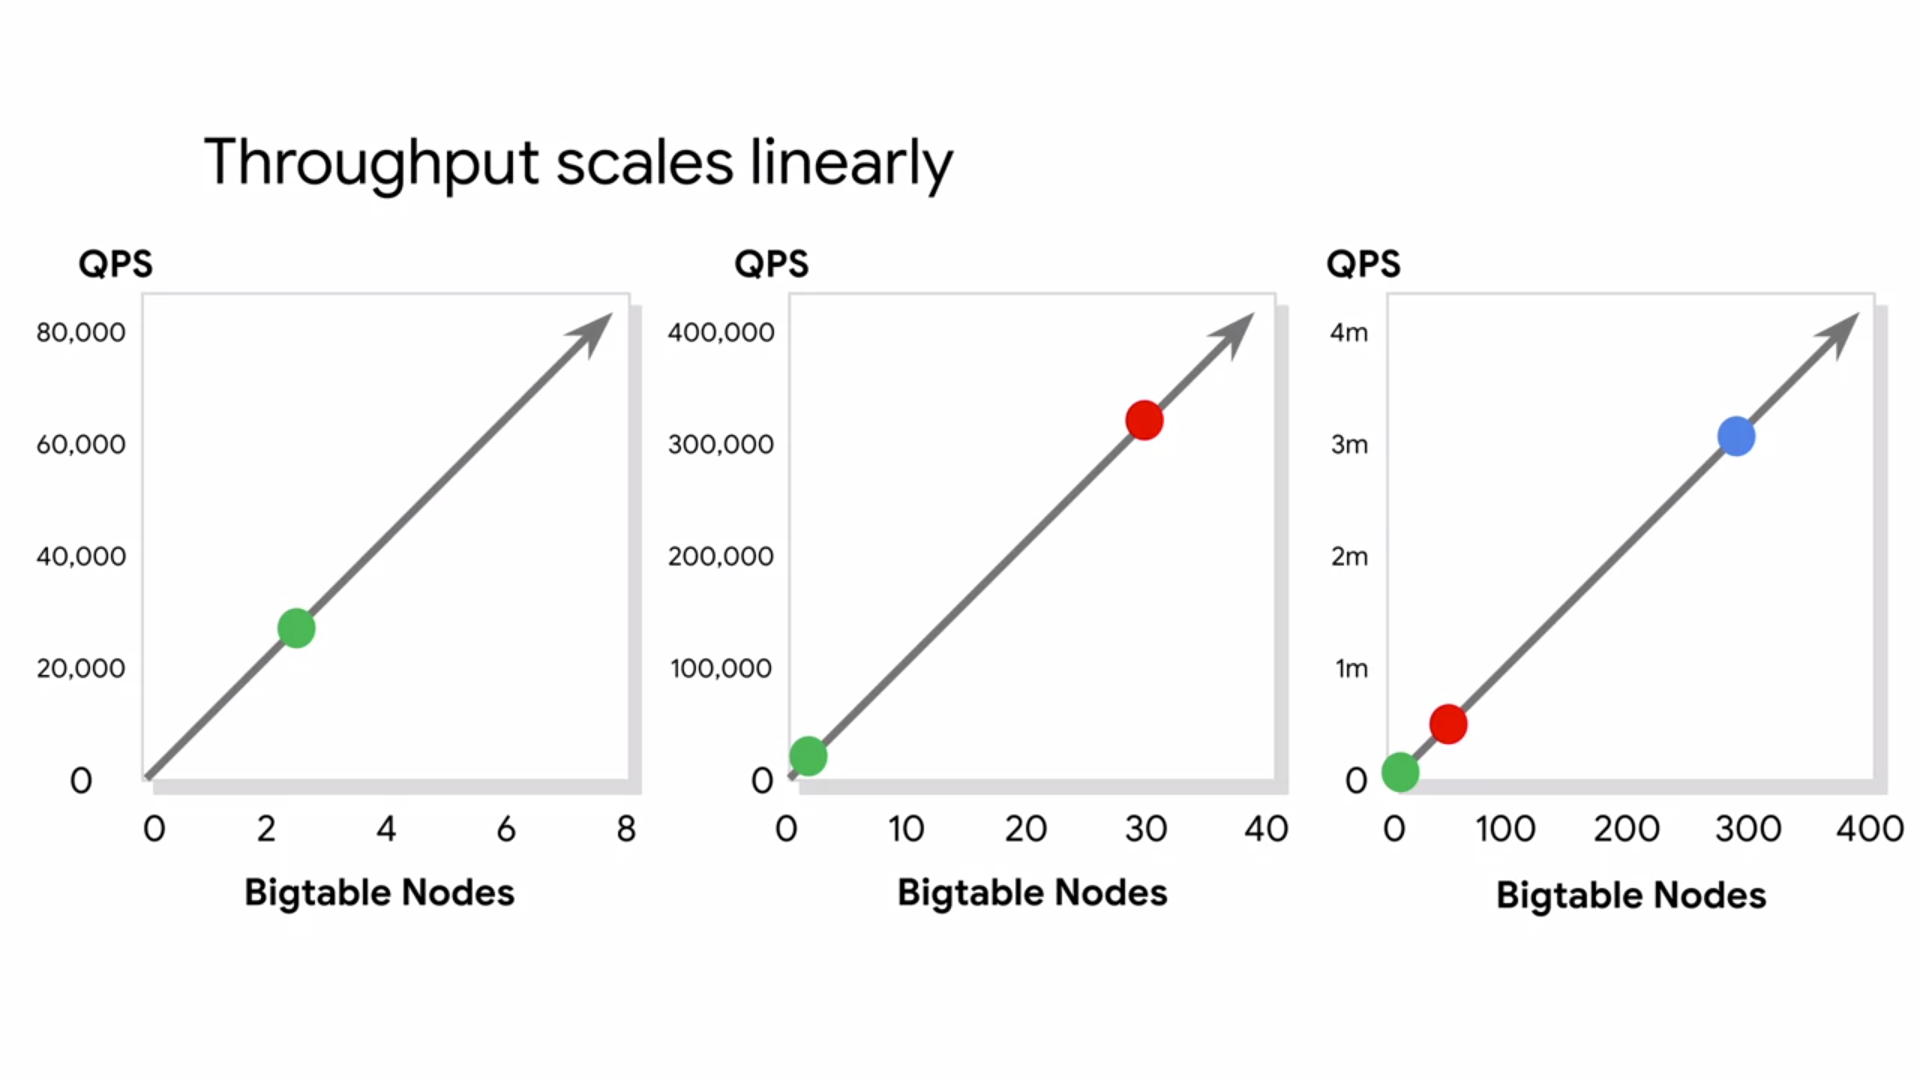 Throughput scales linearly
QPS
80,000
60,000
40,000
20,000
0
0 2 4 6 8
Bigtable Nodes
QPS
400,000
300,000
200,000
100,000
0
0 10 20 30 40
Bigtable Nodes
QPS
4m
3m
2m
1m
0
0 100 200 300 400
Bigtable Nodes